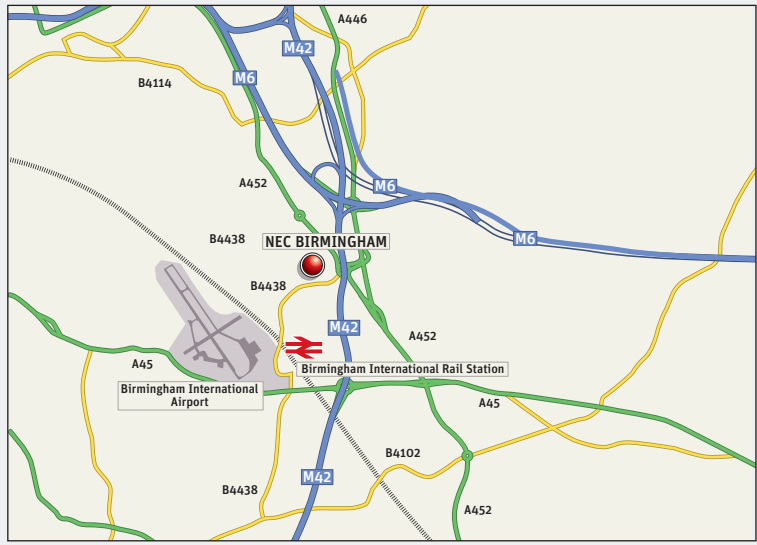 A446
M42
M6
B4114
A452
M6
B4438
NEC BIRMINGHAM
M6
B4438
M42
A452
A45
Birmingham International Rail Station
Birmingham International
Airport
A45
B4102
M42
B4438
A452